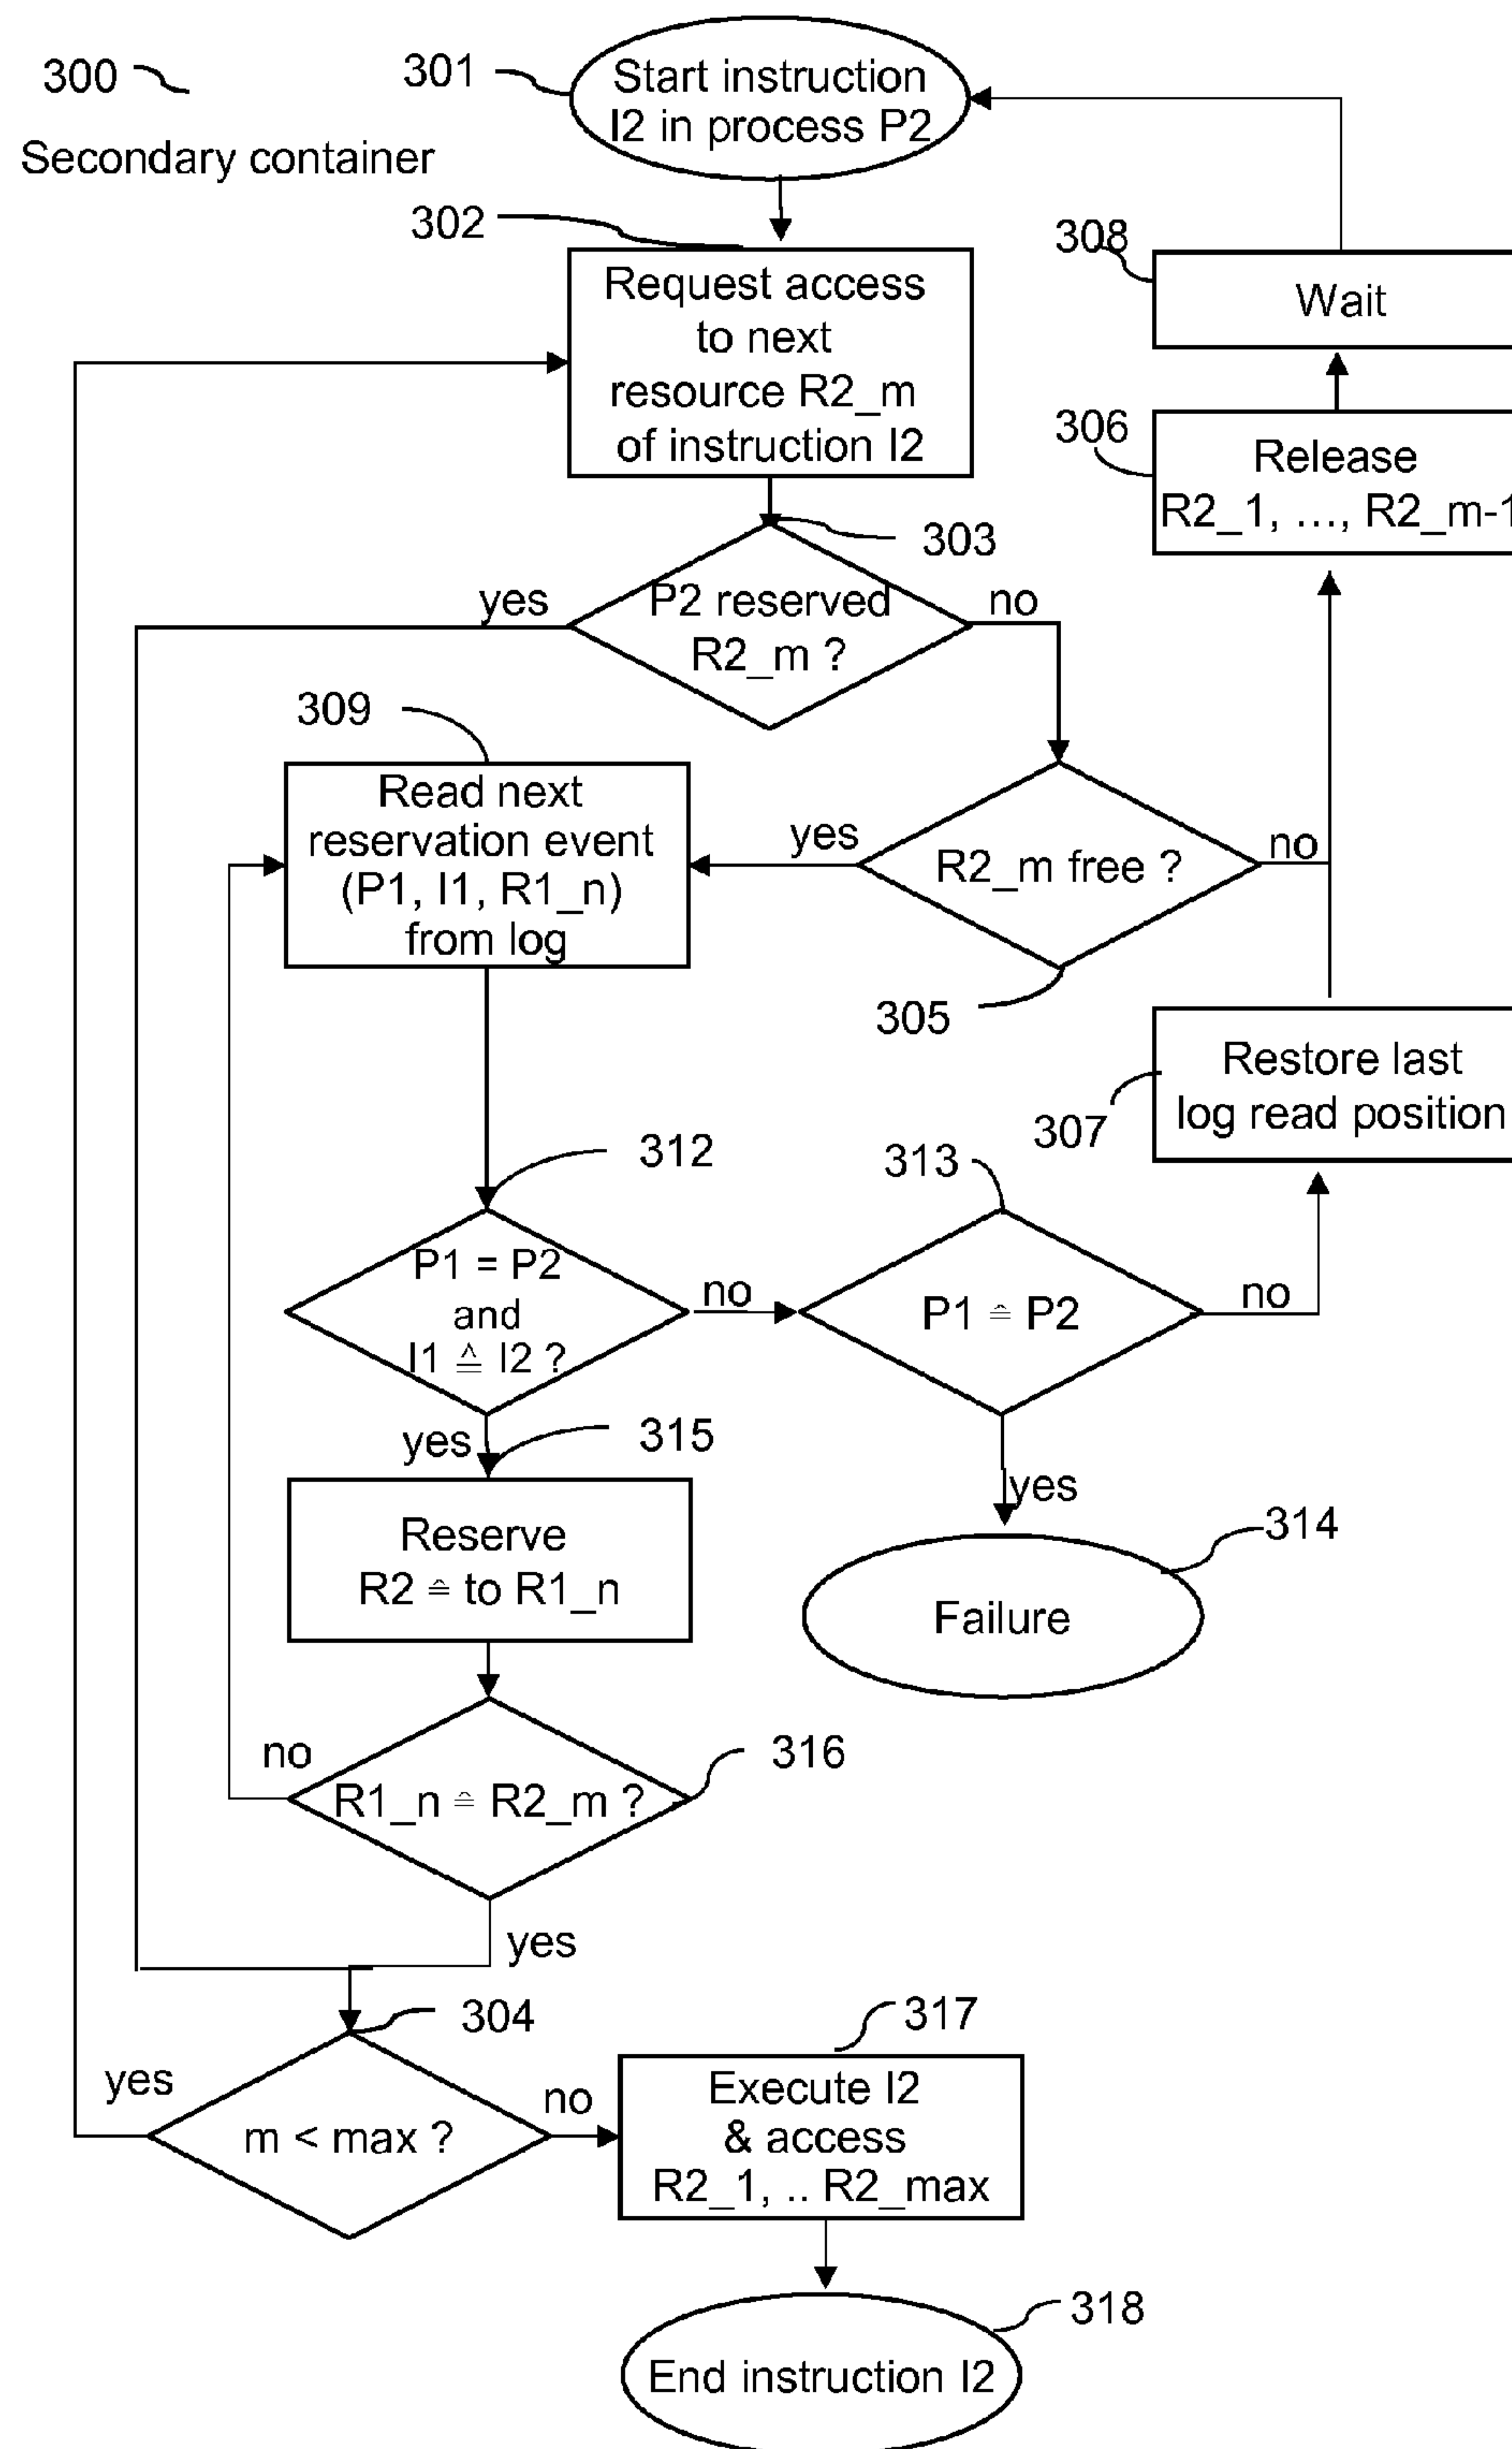 300
301
Start instruction
I2 in process P2
Secondary container
302
308
Request access
to next
resource R2_m
of instruction I2
Wait
306
Release
R2_1, ..., R2_m-1
303
yes
P2 reserved
R2_m ?
no
309
Read next
reservation event
(P1, I1, R1_n)
from log
yes
R2_m free ?
no
305
Restore last
log read position
307
312
313
P1 = P2
and
I1 ≙ I2 ?
no
P1 ≙ P2
no
yes
315
yes
314
Reserve
R2 ≙ to R1_n
Failure
no
316
R1_n ≙ R2_m ?
yes
304
317
yes
m < max ?
no
Execute I2
& access
R2_1, .. R2_max
318
End instruction I2